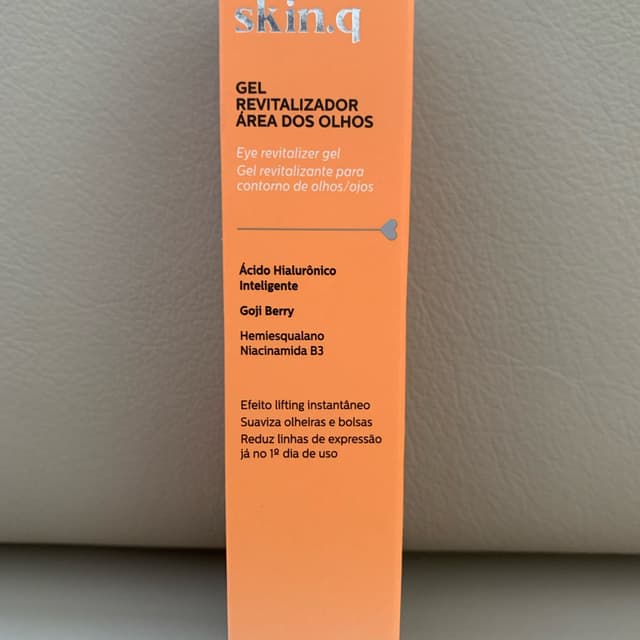 skin.q
GEL
REVITALIZADOR
ÁREA DOS OLHOS
Eye revitalizer gel
Gel revitalizante para
contorno de olhos/ojos
Ácido Hialurônico
Inteligente
Goji Berry
Hemiesqualano
Niacinamida B3
Efeito lifting instantâneo
Suaviza olheiras e bolsas
Reduz linhas de expressão
já no 1º dia de uso